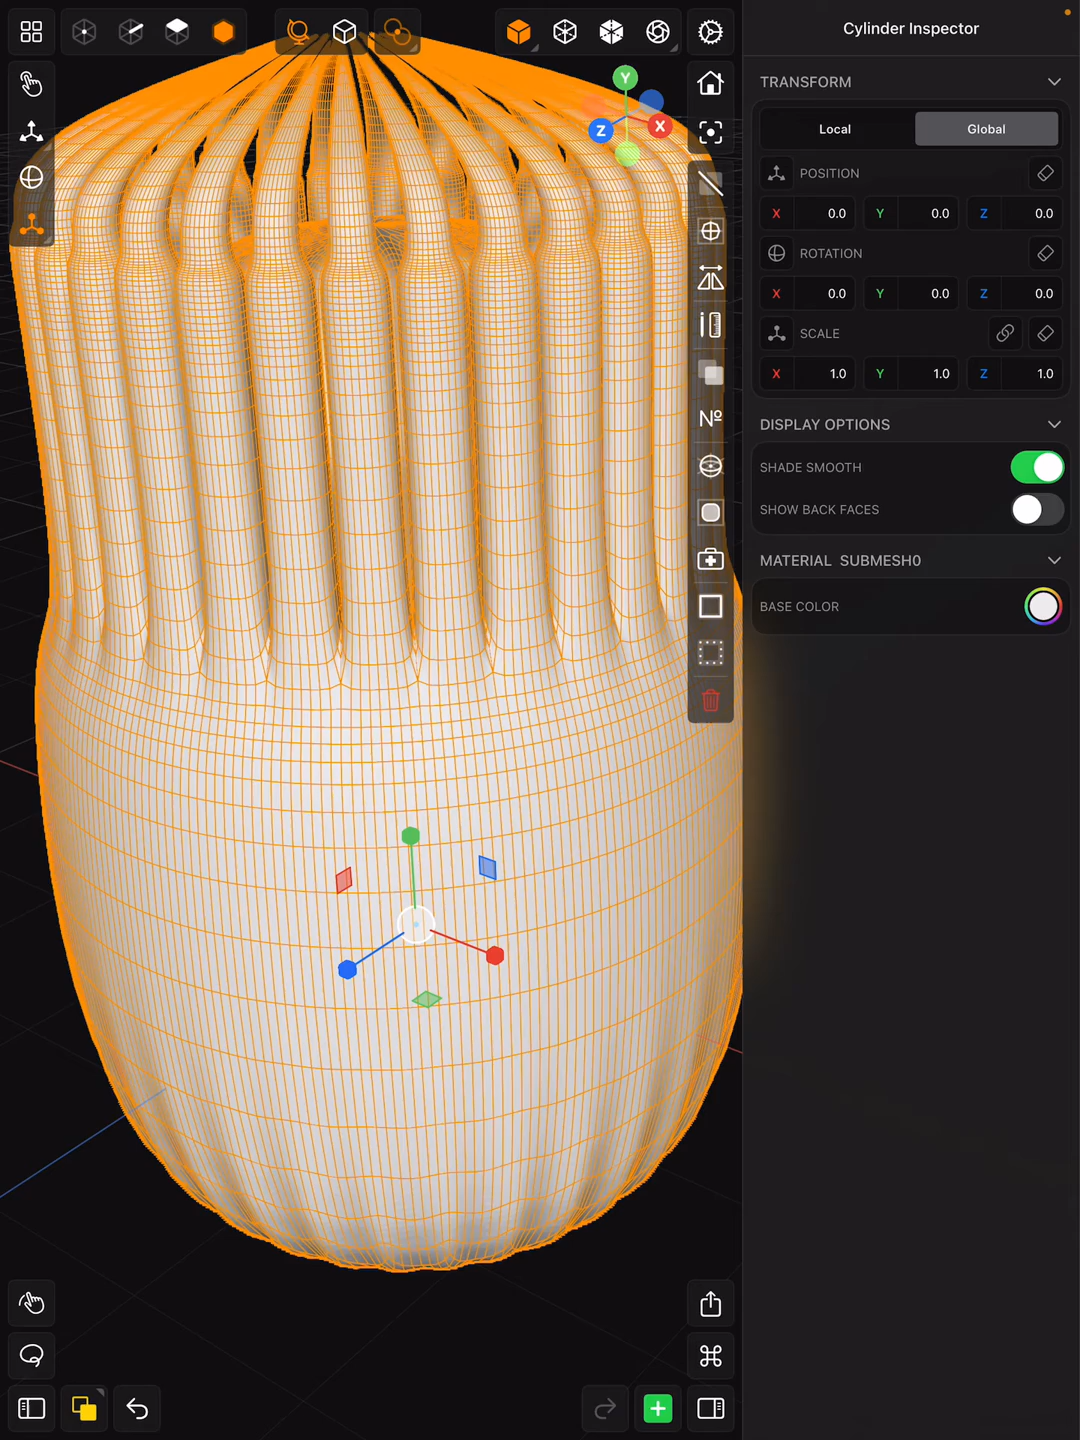 Cylinder Inspector
TRANSFORM
Local Global
POSITION
X 0.0 Y 0.0 Z 0.0
ROTATION
X 0.0 Y 0.0 Z 0.0
SCALE
X 1.0 Y 1.0 Z 1.0
DISPLAY OPTIONS
SHADE SMOOTH
SHOW BACK FACES
MATERIAL SUBMESH0
BASE COLOR
Y
Z
X
Nº